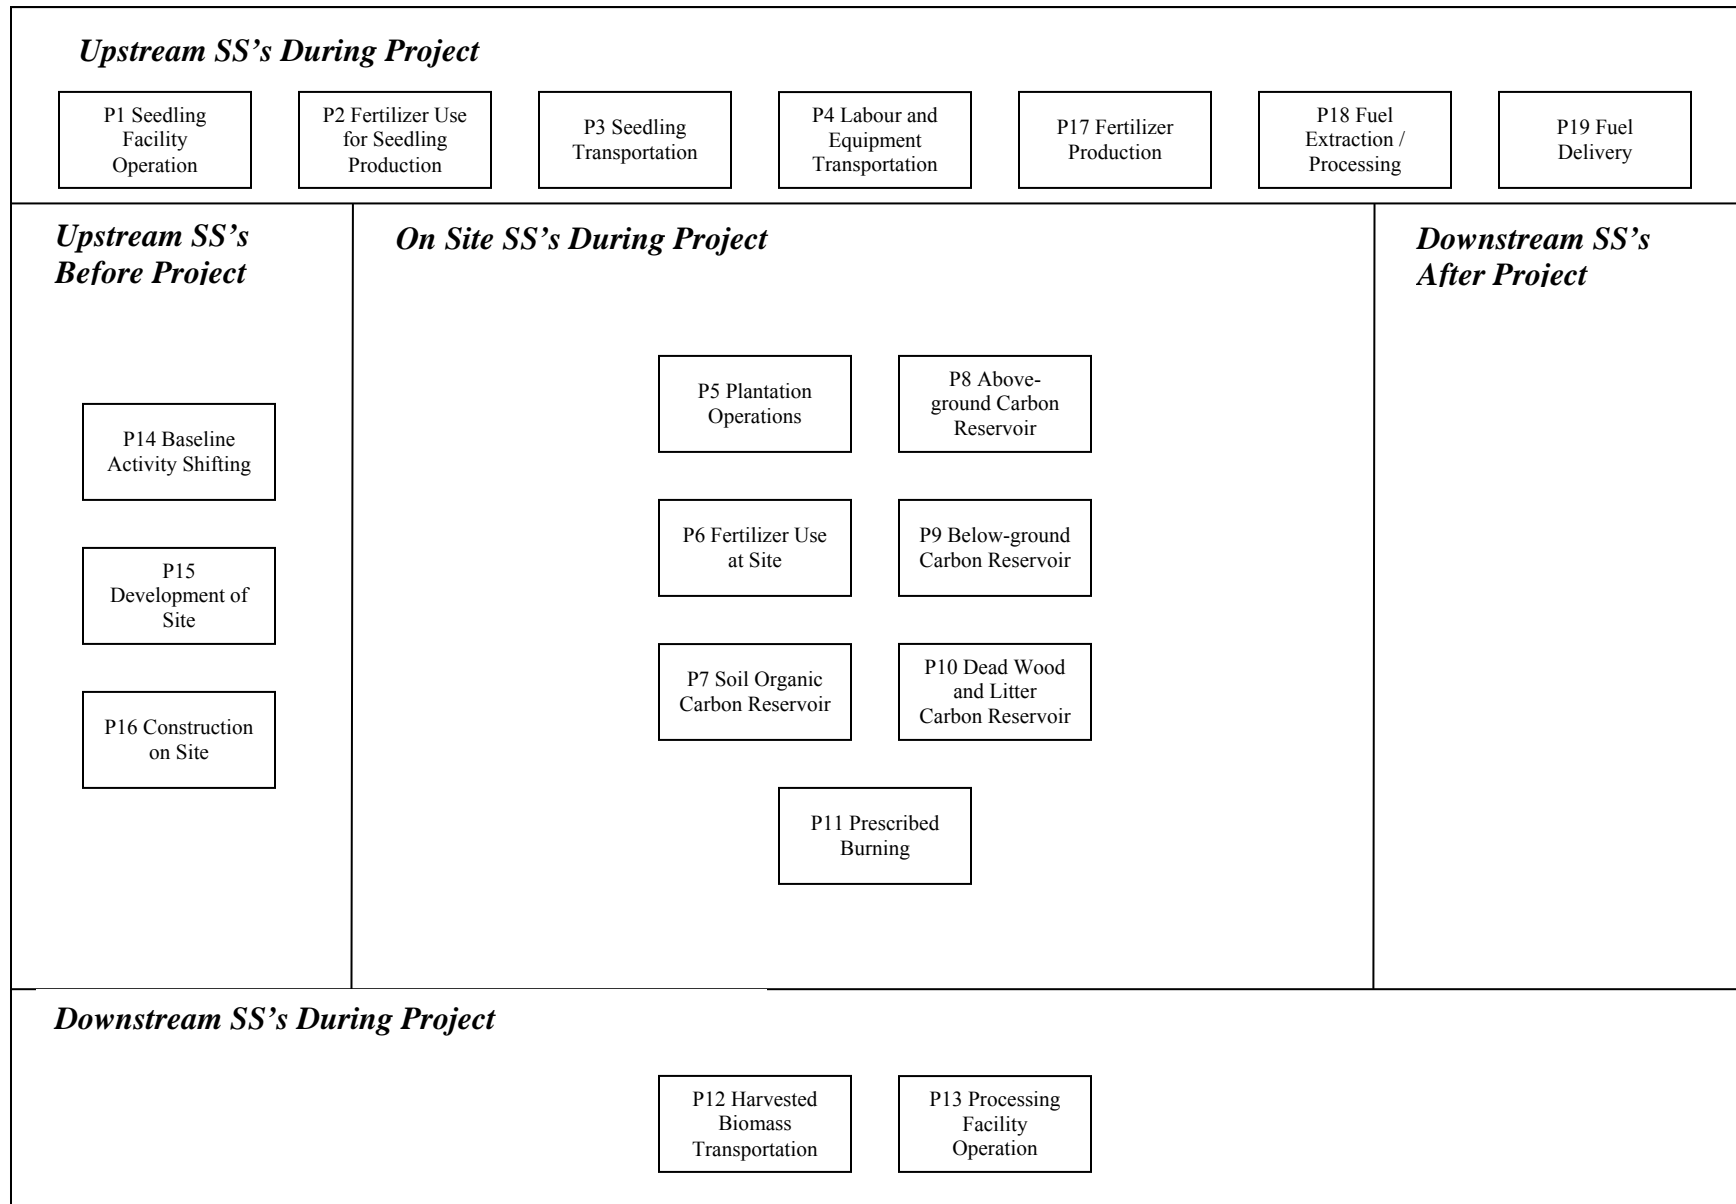 Upstream SS’s During Project
P1 Seedling
Facility
Operation
P2 Fertilizer Use
for Seedling
Production
P3 Seedling
Transportation
P4 Labour and
Equipment
Transportation
P17 Fertilizer
Production
P18 Fuel
Extraction /
Processing
P19 Fuel
Delivery
Upstream SS’s
Before Project
P14 Baseline
Activity Shifting
P15
Development of
Site
P16 Construction
on Site
On Site SS’s During Project
P5 Plantation
Operations
P8 Above-
ground Carbon
Reservoir
P6 Fertilizer Use
at Site
P9 Below-ground
Carbon Reservoir
P7 Soil Organic
Carbon Reservoir
P10 Dead Wood
and Litter
Carbon Reservoir
P11 Prescribed
Burning
Downstream SS’s
After Project
Downstream SS’s During Project
P12 Harvested
Biomass
Transportation
P13 Processing
Facility
Operation